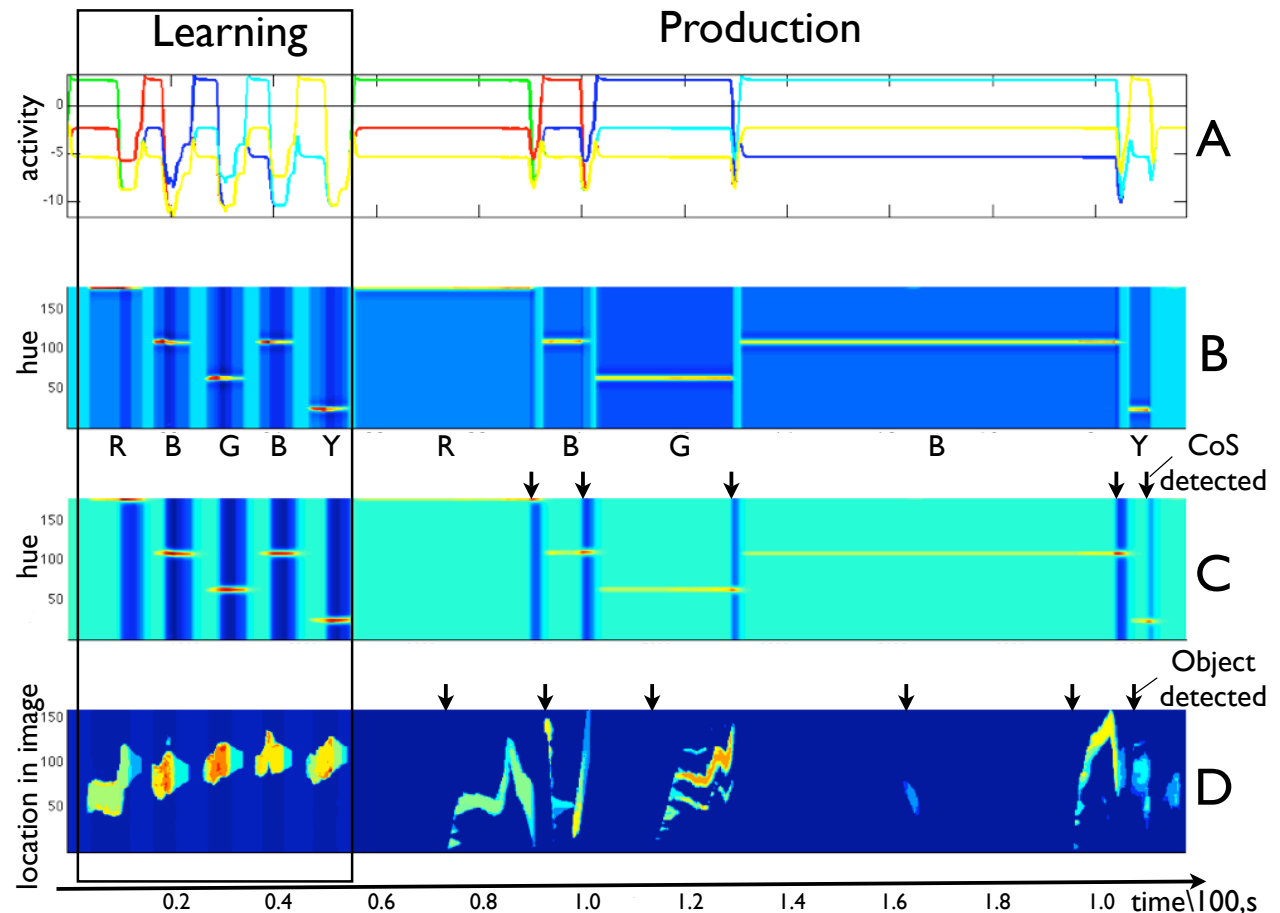 Learning
Production
activity
0
-5
-10
A
hue
150
100
50
B
R B G B Y R B G B Y
CoS
detected
hue
150
100
50
C
Object
detected
location in image
150
100
50
D
0.2 0.4 0.6 0.8 1.0 1.2 1.4 1.6 1.8 1.0 time\100,s